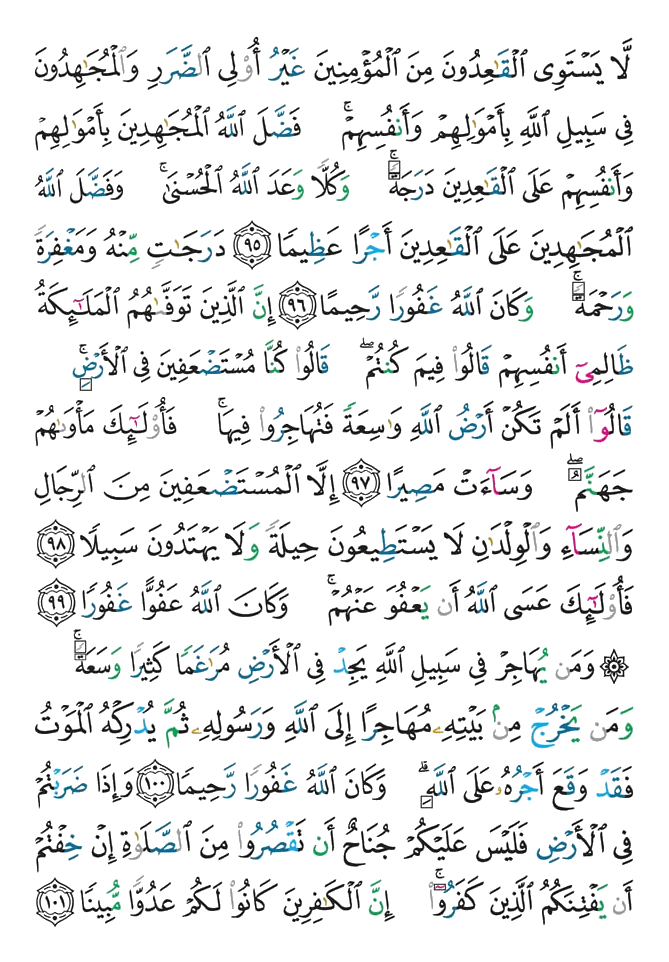 لَّا يَسْتَوِى ٱلْقَـٰعِدُونَ مِنَ ٱلْمُؤْمِنِينَ غَيْرُ أُو۟لِى ٱلضَّرَرِ وَٱلْمُجَـٰهِدُونَ
فِى سَبِيلِ ٱللَّهِ بِأَمْوَٰلِهِمْ وَأَنفُسِهِمْ ۚ فَضَّلَ ٱللَّهُ ٱلْمُجَـٰهِدِينَ بِأَمْوَٰلِهِمْ
وَأَنفُسِهِمْ عَلَى ٱلْقَـٰعِدِينَ دَرَجَةً ۚ وَكُلًّا وَعَدَ ٱللَّهُ ٱلْحُسْنَىٰ ۚ وَفَضَّلَ ٱللَّهُ
ٱلْمُجَـٰهِدِينَ عَلَى ٱلْقَـٰعِدِينَ أَجْرًا عَظِيمًا ﴿٩٥﴾ دَرَجَـٰتٍ مِّنْهُ وَمَغْفِرَةً
وَرَحْمَةً ۚ وَكَانَ ٱللَّهُ غَفُورًا رَّحِيمًا ﴿٩٦﴾ إِنَّ ٱلَّذِينَ تَوَفَّىٰهُمُ ٱلْمَلَـٰٓئِكَةُ
ظَالِمِىٓ أَنفُسِهِمْ قَالُوا۟ فِيمَ كُنتُمْ ۖ قَالُوا۟ كُنَّا مُسْتَضْعَفِينَ فِى ٱلْأَرْضِ ۚ
قَالُوٓا۟ أَلَمْ تَكُنْ أَرْضُ ٱللَّهِ وَٰسِعَةً فَتُهَاجِرُوا۟ فِيهَا ۚ فَأُو۟لَـٰٓئِكَ مَأْوَىٰهُمْ
جَهَنَّمُ ۖ وَسَآءَتْ مَصِيرًا ﴿٩٧﴾ إِلَّا ٱلْمُسْتَضْعَفِينَ مِنَ ٱلرِّجَالِ
وَٱلنِّسَآءِ وَٱلْوِلْدَٰنِ لَا يَسْتَطِيعُونَ حِيلَةً وَلَا يَهْتَدُونَ سَبِيلًا ﴿٩٨﴾
فَأُو۟لَـٰٓئِكَ عَسَى ٱللَّهُ أَن يَعْفُوَ عَنْهُمْ ۚ وَكَانَ ٱللَّهُ عَفُوًّا غَفُورًا ﴿٩٩﴾
۞ وَمَن يُهَاجِرْ فِى سَبِيلِ ٱللَّهِ يَجِدْ فِى ٱلْأَرْضِ مُرَٰغَمًا كَثِيرًا وَسَعَةً ۚ
وَمَن يَخْرُجْ مِنۢ بَيْتِهِۦ مُهَاجِرًا إِلَى ٱللَّهِ وَرَسُولِهِۦ ثُمَّ يُدْرِكْهُ ٱلْمَوْتُ
فَقَدْ وَقَعَ أَجْرُهُۥ عَلَى ٱللَّهِ ۗ وَكَانَ ٱللَّهُ غَفُورًا رَّحِيمًا ﴿١٠٠﴾ وَإِذَا ضَرَبْتُمْ
فِى ٱلْأَرْضِ فَلَيْسَ عَلَيْكُمْ جُنَاحٌ أَن تَقْصُرُوا۟ مِنَ ٱلصَّلَوٰةِ إِنْ خِفْتُمْ
أَن يَفْتِنَكُمُ ٱلَّذِينَ كَفَرُوٓا۟ ۚ إِنَّ ٱلْكَـٰفِرِينَ كَانُوا۟ لَكُمْ عَدُوًّا مُّبِينًا ﴿١٠١﴾